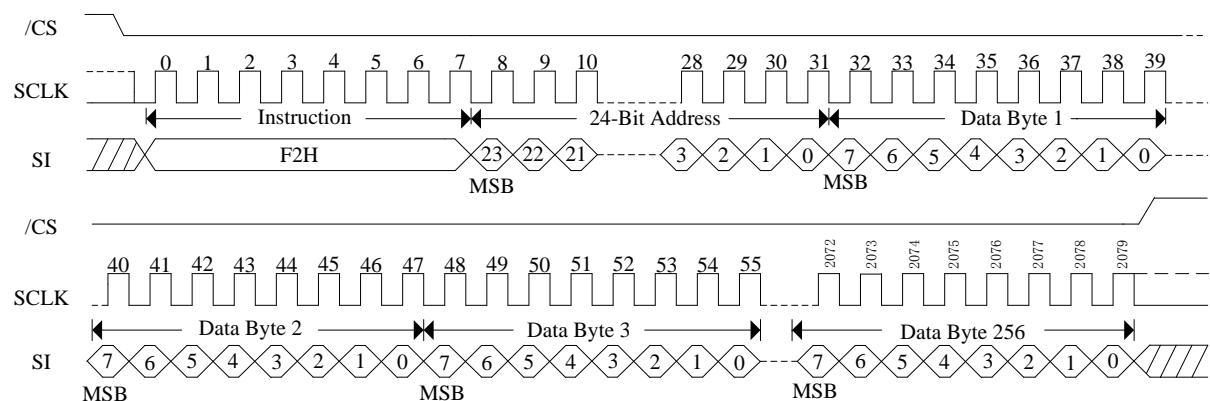 /CS
0 1 2 3 4 5 6 7 8 9 10 28 29 30 31 32 33 34 35 36 37 38 39
SCLK
Instruction 24-Bit Address Data Byte 1
SI F2H 23 22 21 3 2 1 0 7 6 5 4 3 2 1 0
MSB MSB
/CS
40 41 42 43 44 45 46 47 48 49 50 51 52 53 54 55 2072 2073 2074 2075 2076 2077 2078 2079
SCLK
Data Byte 2 Data Byte 3 Data Byte 256
SI 7 6 5 4 3 2 1 0 7 6 5 4 3 2 1 0 7 6 5 4 3 2 1 0
MSB MSB MSB